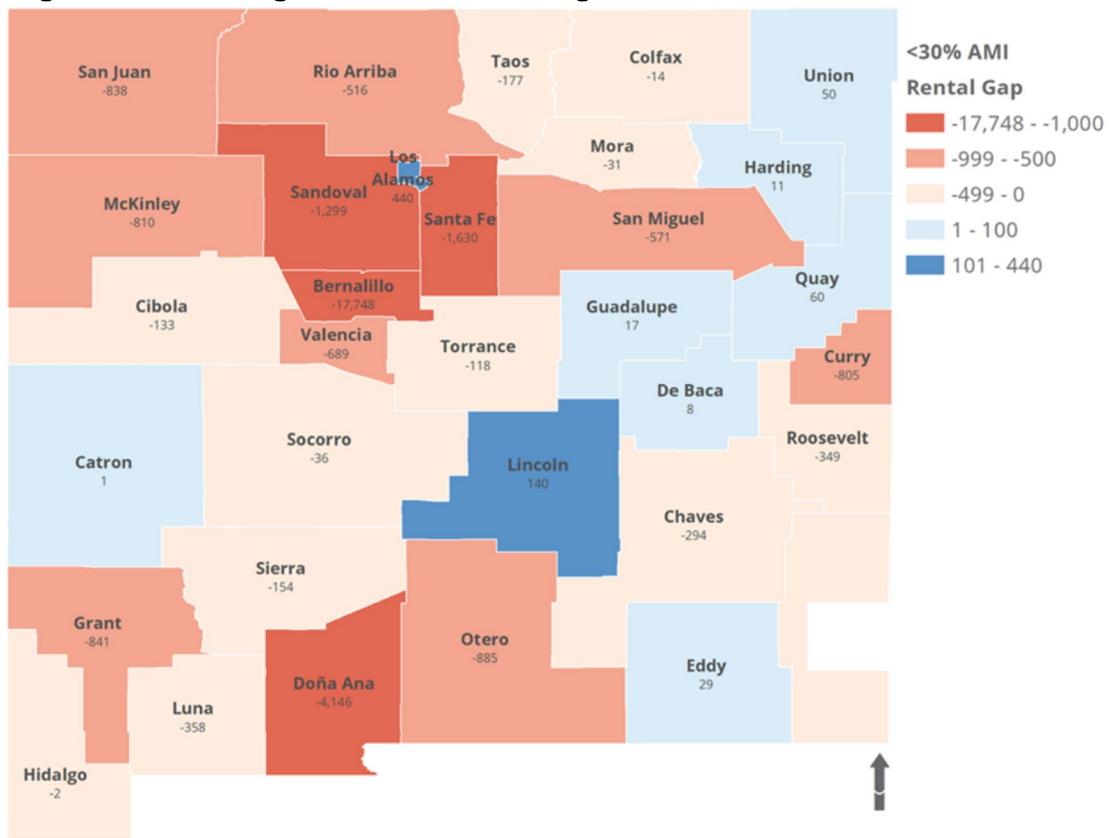 <30% AMI
Rental Gap
-17,748 - -1,000
-999 - -500
-499 - 0
1 - 100
101 - 440
San Juan
-838
Rio Arriba
-516
Taos
-177
Colfax
-14
Union
50
Mora
-31
Harding
11
Los
Alamos
440
Sandoval
-1,299
Santa Fe
-1,630
McKinley
-810
San Miguel
-571
Quay
60
Bernalillo
-17,748
Cibola
-133
Guadalupe
17
Valencia
-689
Torrance
-118
Curry
-805
De Baca
8
Roosevelt
-349
Socorro
-36
Catron
1
Lincoln
140
Chaves
-294
Sierra
-154
Grant
-841
Otero
-885
Eddy
29
Doña Ana
-4,146
Luna
-358
Hidalgo
-2